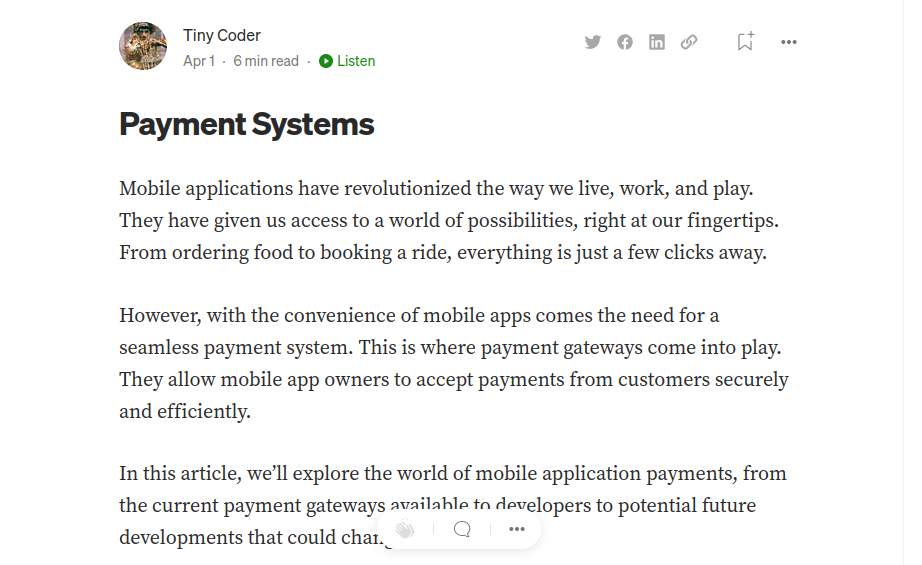 Tiny Coder
Apr 1 · 6 min read · Listen
Payment Systems
Mobile applications have revolutionized the way we live, work, and play.
They have given us access to a world of possibilities, right at our fingertips.
From ordering food to booking a ride, everything is just a few clicks away.
However, with the convenience of mobile apps comes the need for a
seamless payment system. This is where payment gateways come into play.
They allow mobile app owners to accept payments from customers securely
and efficiently.
In this article, we’ll explore the world of mobile application payments, from
the current payment gateways available to developers to potential future
developments that could